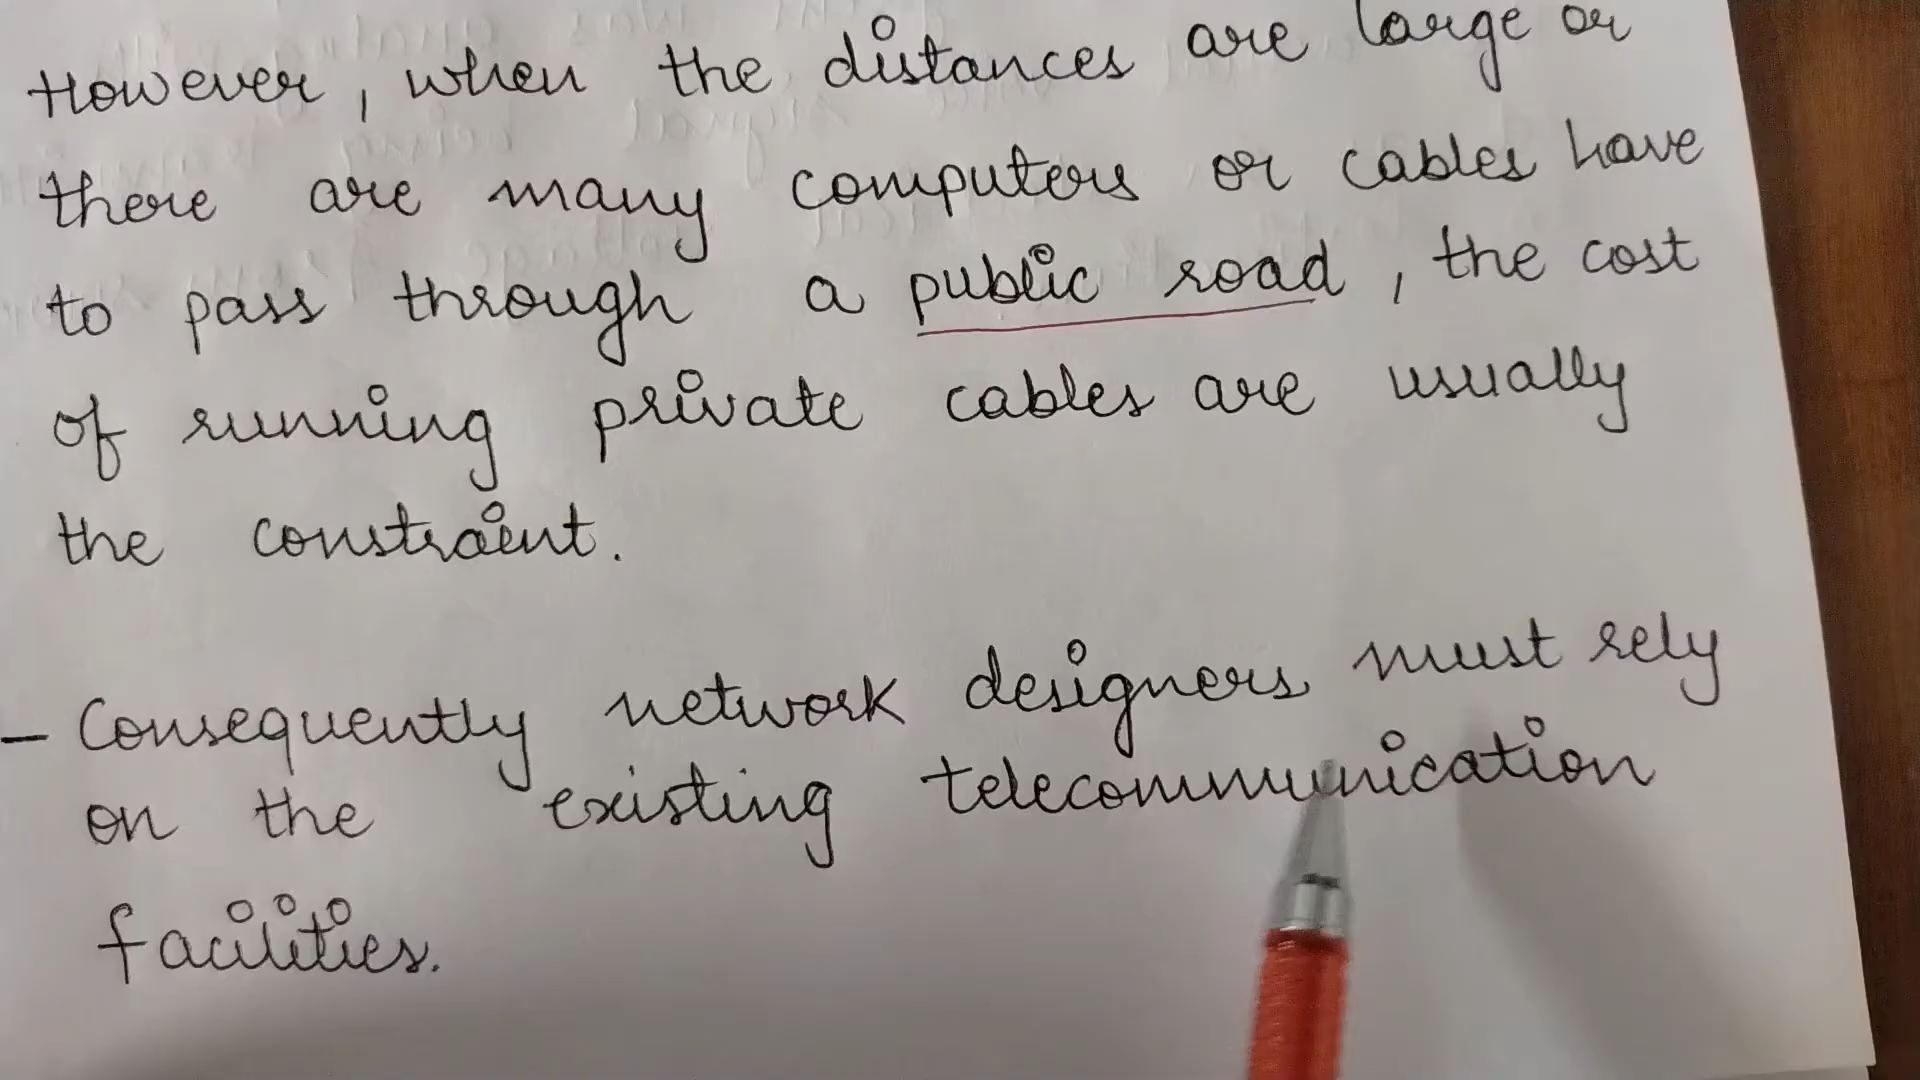 However, when the distances are large or
there are many computers or cables have
to pass through a public road, the cost
of running private cables are usually
the constraint.
- Consequently network designers must rely
on the existing telecommunication
facilities.